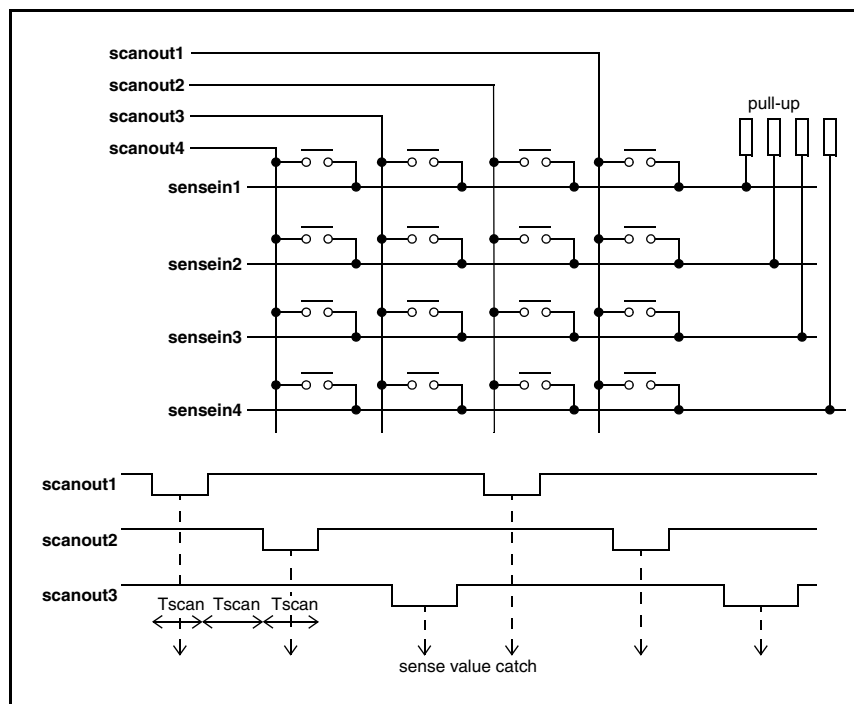 scanout1
scanout2
pull-up
scanout3
scanout4
sensein1
sensein2
sensein3
sensein4
scanout1
scanout2
scanout3
Tscan Tscan Tscan
sense value catch